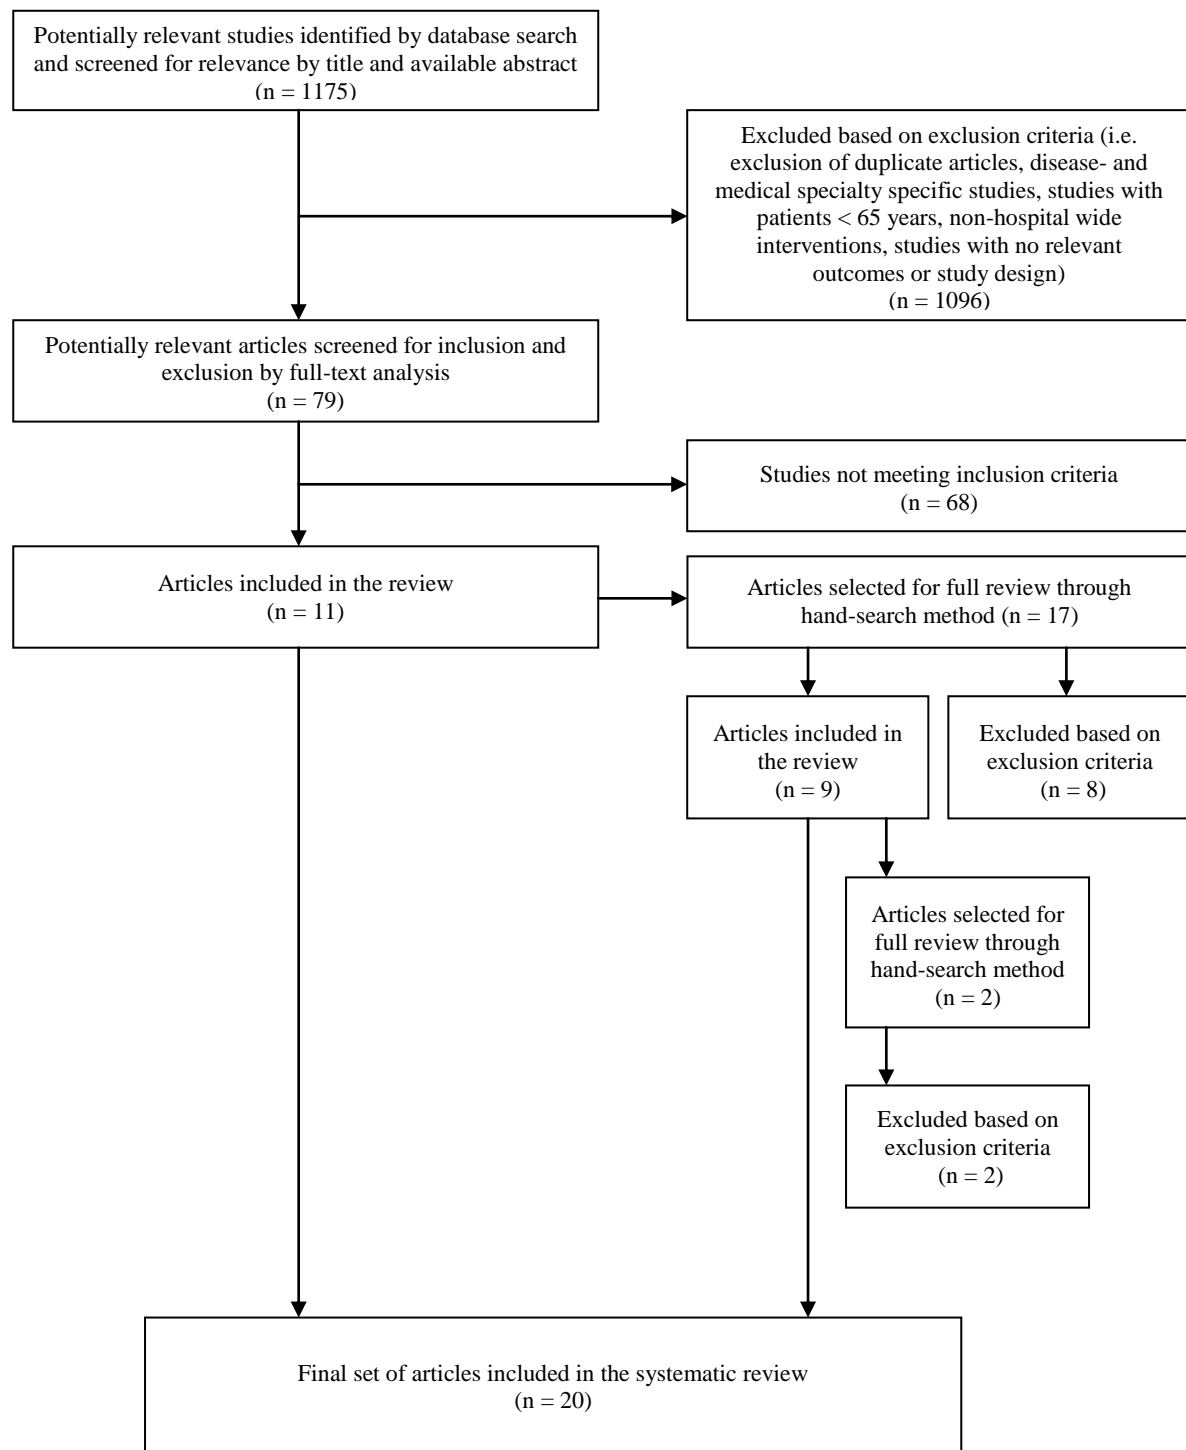 Potentially relevant studies identified by database search
and screened for relevance by title and available abstract
(n = 1175)
Excluded based on exclusion criteria (i.e.
exclusion of duplicate articles, disease- and
medical specialty specific studies, studies with
patients < 65 years, non-hospital wide
interventions, studies with no relevant
outcomes or study design)
(n = 1096)
Potentially relevant articles screened for inclusion and
exclusion by full-text analysis
(n = 79)
Studies not meeting inclusion criteria
(n = 68)
Articles included in the review
(n = 11)
Articles selected for full review through
hand-search method (n = 17)
Articles included in
the review
(n = 9)
Excluded based on
exclusion criteria
(n = 8)
Articles selected for
full review through
hand-search method
(n = 2)
Excluded based on
exclusion criteria
(n = 2)
Final set of articles included in the systematic review
(n = 20)